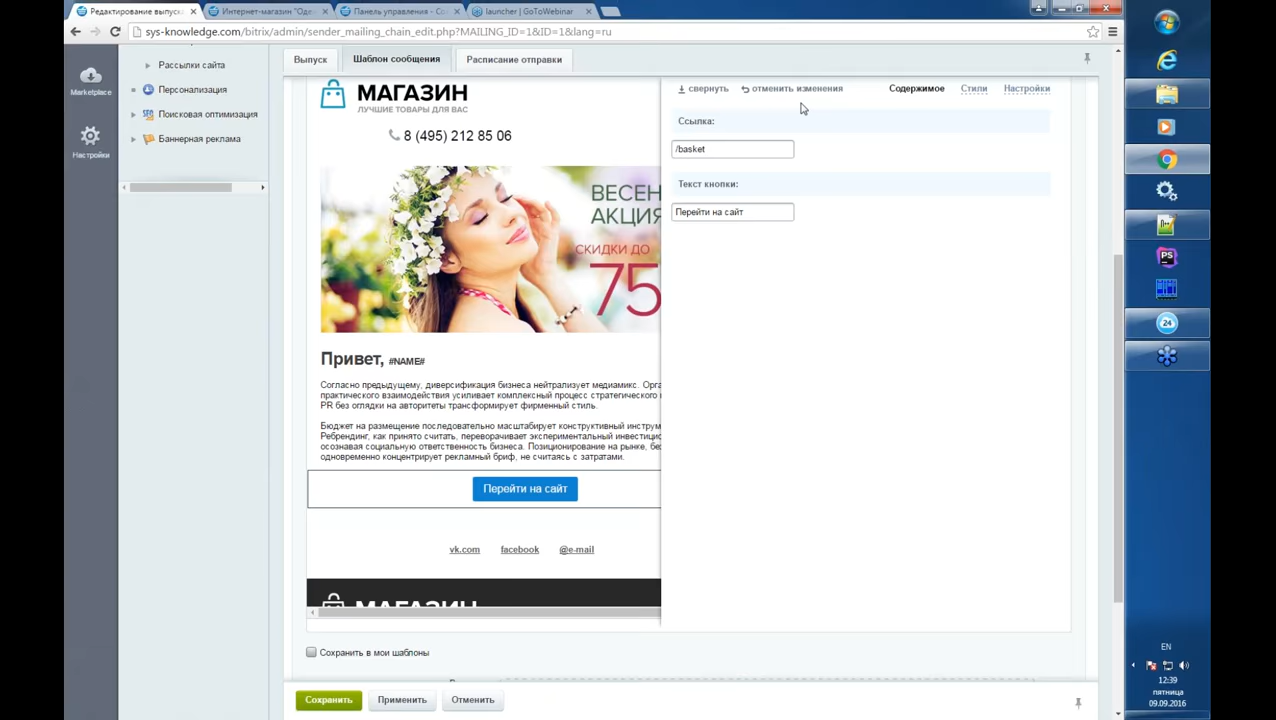 Редактирование выпуск
Интернет-магазин "Оде
Панель управления - Со
launcher | GoToWebinar
sys-knowledge.com/bitrix/admin/sender_mailing_chain_edit.php?MAILING_ID=1&ID=1&lang=ru
Marketplace
Настройки
Рассылки сайта
Персонализация
Поисковая оптимизация
Баннерная реклама
Выпуск
Шаблон сообщения
Расписание отправки
МАГАЗИН
ЛУЧШИЕ ТОВАРЫ ДЛЯ ВАС
8 (495) 212 85 06
ВЕСЕН
АКЦИЯ
СКИДКИ ДО
75
Привет, #NAME#
Согласно предыдущему, диверсификация бизнеса нейтрализует медиамикс. Орга
практического взаимодействия усиливает комплексный процесс стратегического п
PR без оглядки на авторитеты трансформирует фирменный стиль.
Бюджет на размещение последовательно масштабирует конструктивный инструм
Ребрендинг, как принято считать, переворачивает экспериментальный инвестицио
осознавая социальную ответственность бизнеса. Позиционирование на рынке, бе
одновременно концентрирует рекламный бриф, не считаясь с затратами.
Перейти на сайт
vk.com facebook @e-mail
МАГАЗИН
свернуть
отменить изменения
Содержимое
Стили
Настройки
Ссылка:
/basket
Текст кнопки:
Перейти на сайт
Сохранить в мои шаблоны
Сохранить
Применить
Отменить
PS
24
EN
12:39
пятница
09.09.2016